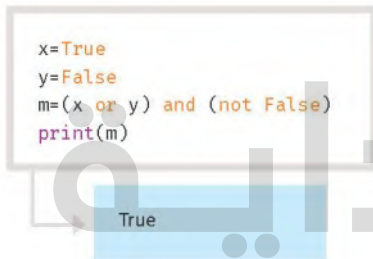 x=True
y=False
m=(x or y) and (not False)
print(m)
True